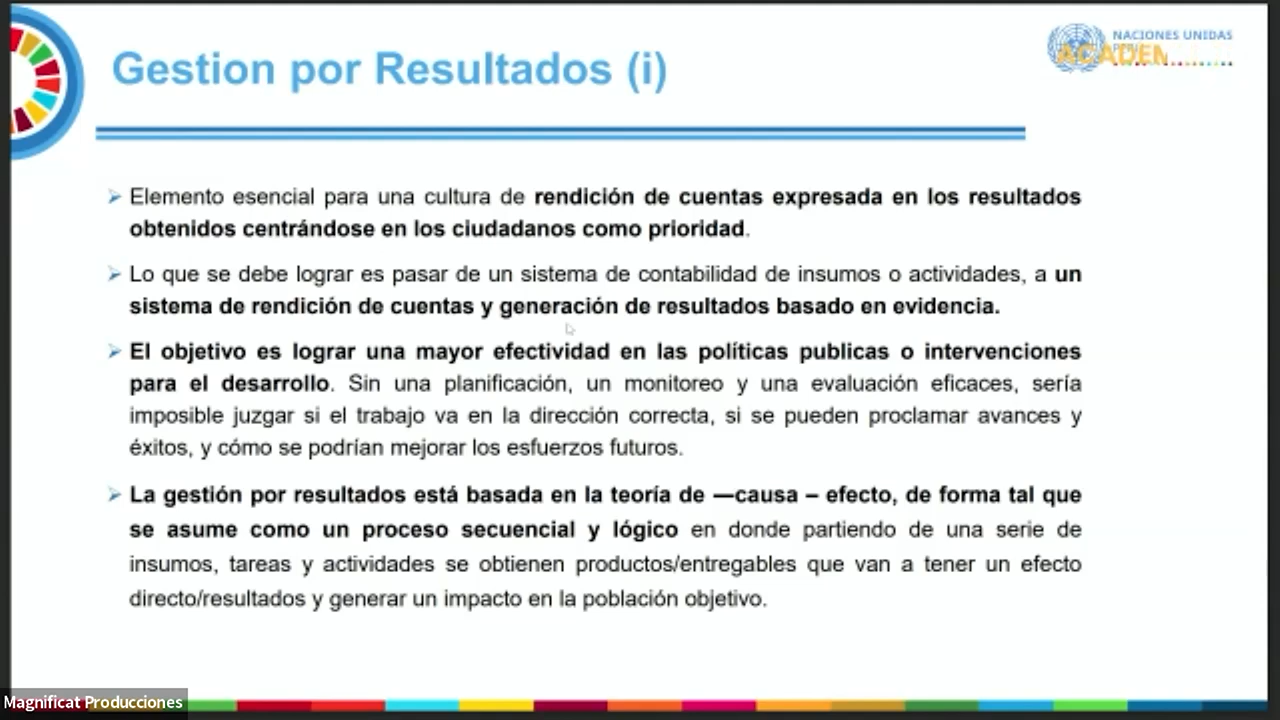 Gestion por Resultados (i)
NACIONES UNIDAS
ACADEM
Elemento esencial para una cultura de rendición de cuentas expresada en los resultados
obtenidos centrándose en los ciudadanos como prioridad.
Lo que se debe lograr es pasar de un sistema de contabilidad de insumos o actividades, a un
sistema de rendición de cuentas y generación de resultados basado en evidencia.
El objetivo es lograr una mayor efectividad en las políticas publicas o intervenciones
para el desarrollo. Sin una planificación, un monitoreo y una evaluación eficaces, sería
imposible juzgar si el trabajo va en la dirección correcta, si se pueden proclamar avances y
éxitos, y cómo se podrían mejorar los esfuerzos futuros.
La gestión por resultados está basada en la teoría de ―causa – efecto, de forma tal que
se asume como un proceso secuencial y lógico en donde partiendo de una serie de
insumos, tareas y actividades se obtienen productos/entregables que van a tener un efecto
directo/resultados y generar un impacto en la población objetivo.
Magnificat Producciones